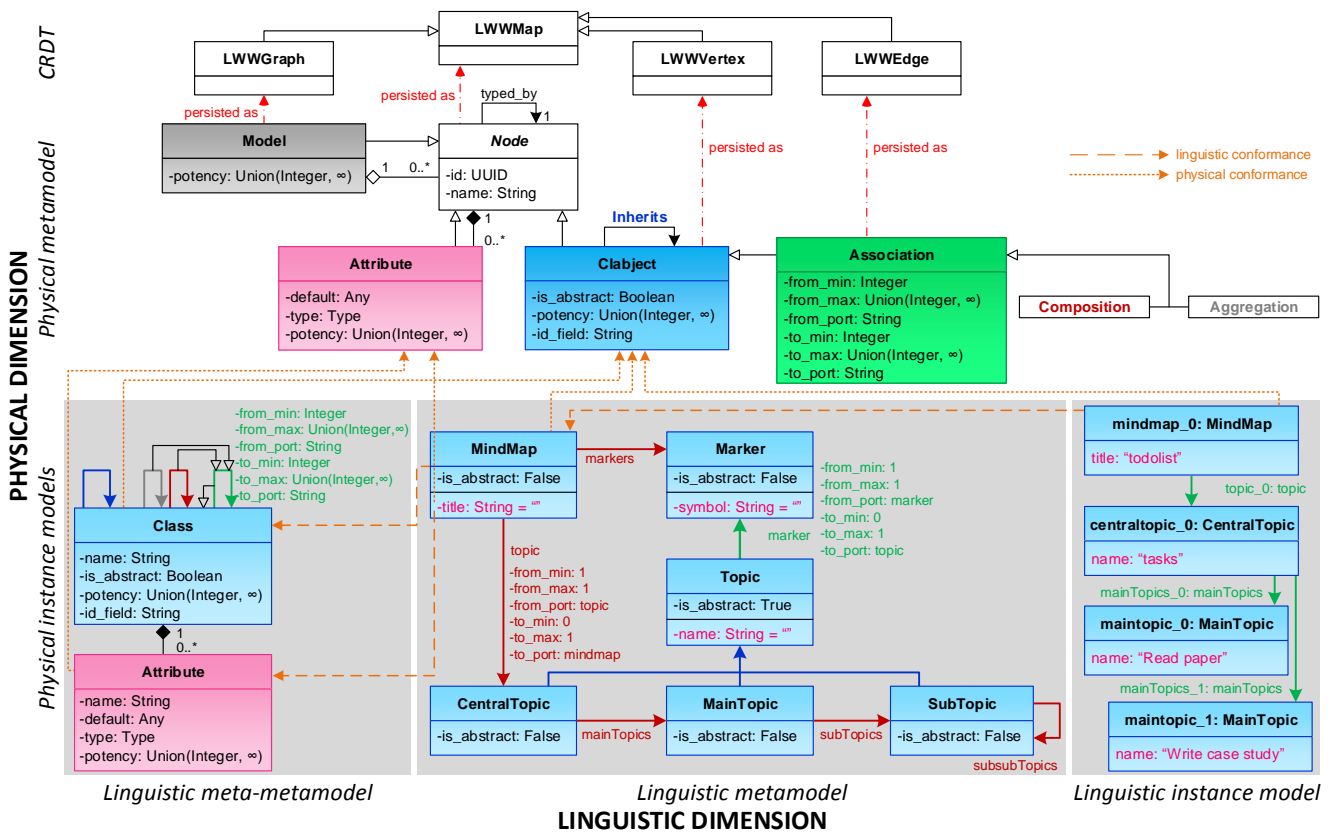 CRDT
LWWMap
LWWGraph
LWWVertex
LWWEdge
persisted as
persisted as
persisted as
persisted as
typed_by
1
PHYSICAL DIMENSION
Physical metamodel
Model
-potency: Union(Integer, ∞)
1
0..*
Node
-id: UUID
-name: String
linguistic conformance
physical conformance
1
0..*
Inherits
Attribute
-default: Any
-type: Type
-potency: Union(Integer, ∞)
Clabject
-is_abstract: Boolean
-potency: Union(Integer, ∞)
-id_field: String
Association
-from_min: Integer
-from_max: Union(Integer, ∞)
-from_port: String
-to_min: Integer
-to_max: Union(Integer, ∞)
-to_port: String
Composition
Aggregation
Physical instance models
-from_min: Integer
-from_max: Union(Integer,∞)
-from_port: String
-to_min: Integer
-to_max: Union(Integer,∞)
-to_port: String
Class
-name: String
-is_abstract: Boolean
-potency: Union(Integer, ∞)
-id_field: String
1
0..*
Attribute
-name: String
-default: Any
-type: Type
-potency: Union(Integer, ∞)
MindMap
-is_abstract: False
-title: String = “”
markers
Marker
-is_abstract: False
-symbol: String = “”
marker
-from_min: 1
-from_max: 1
-from_port: marker
-to_min: 0
-to_max: 1
-to_port: topic
topic
-from_min: 1
-from_max: 1
-from_port: topic
-to_min: 0
-to_max: 1
-to_port: mindmap
Topic
-is_abstract: True
-name: String = “”
CentralTopic
-is_abstract: False
mainTopics
MainTopic
-is_abstract: False
subTopics
SubTopic
-is_abstract: False
subsubTopics
mindmap_0: MindMap
title: “todolist”
topic_0: topic
centraltopic_0: CentralTopic
name: “tasks”
mainTopics_0: mainTopics
maintopic_0: MainTopic
name: “Read paper”
mainTopics_1: mainTopics
maintopic_1: MainTopic
name: “Write case study”
Linguistic meta-metamodel
Linguistic metamodel
Linguistic instance model
LINGUISTIC DIMENSION